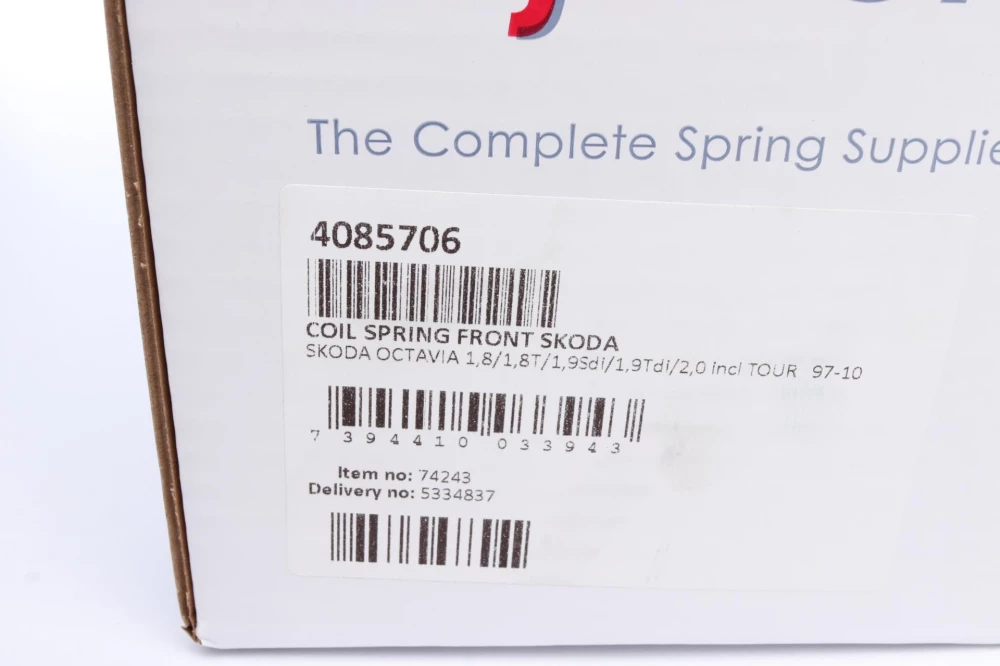 The Complete Spring
4085706
COIL SPRING FRONT SKODA
SKODA OCTAVIA 1,8/1,8T/1,9Sdi/1,9Tdi/2,0 incl TOUR 97-10
7 394410 033943
Item no: 74243
Delivery no: 5334837